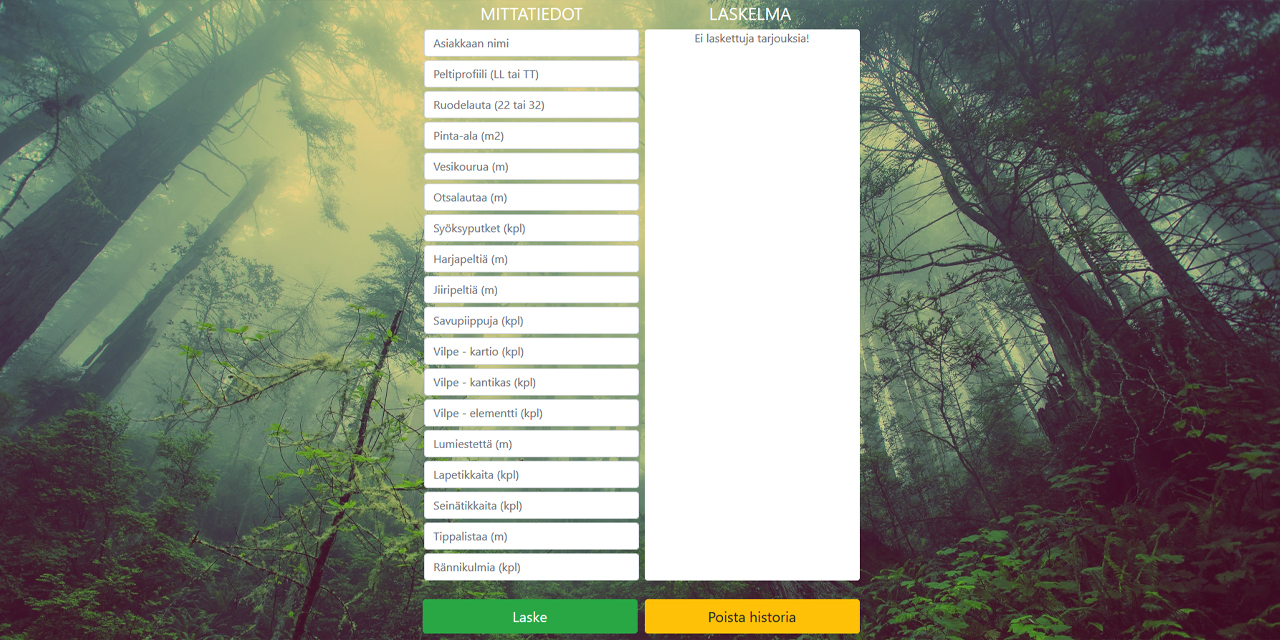 MITTATIEDOT
Asiakkaan nimi
Peltiprofiili (LL tai TT)
Ruodelauta (22 tai 32)
Pinta-ala (m2)
Vesikourua (m)
Otsalautaa (m)
Syöksyputket (kpl)
Harjapeltiä (m)
Jiiripeltiä (m)
Savupiippuja (kpl)
Vilpe - kartio (kpl)
Vilpe - kantikas (kpl)
Vilpe - elementti (kpl)
Lumiestettä (m)
Lapetikkaita (kpl)
Seinätikkaita (kpl)
Tippalistaa (m)
Rännikulmia (kpl)
Laske
LASKELMA
Ei laskettuja tarjouksia!
Poista historia